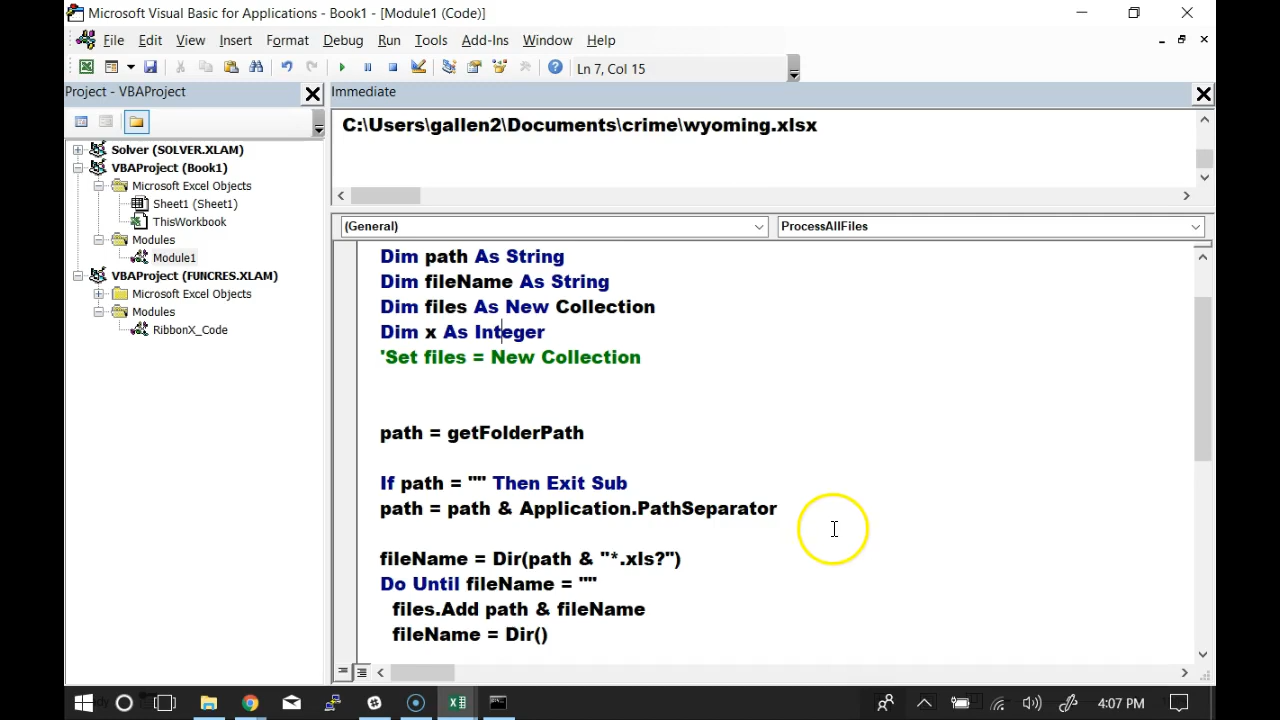 Microsoft Visual Basic for Applications - Book1 - [Module1 (Code)]
File Edit View Insert Format Debug Run Tools Add-Ins Window Help
Ln 7, Col 15
Project - VBAProject
Solver (SOLVER.XLAM)
VBAProject (Book1)
Microsoft Excel Objects
Sheet1 (Sheet1)
ThisWorkbook
Modules
Module1
VBAProject (FUNCRES.XLAM)
Microsoft Excel Objects
Modules
RibbonX_Code
Immediate
C:\Users\gallen2\Documents\crime\wyoming.xlsx
(General)
ProcessAllFiles
Dim path As String
Dim fileName As String
Dim files As New Collection
Dim x As Integer
'Set files = New Collection
path = getFolderPath
If path = "" Then Exit Sub
path = path & Application.PathSeparator
fileName = Dir(path & "*.xls?")
Do Until fileName = ""
files.Add path & fileName
fileName = Dir()
4:07 PM